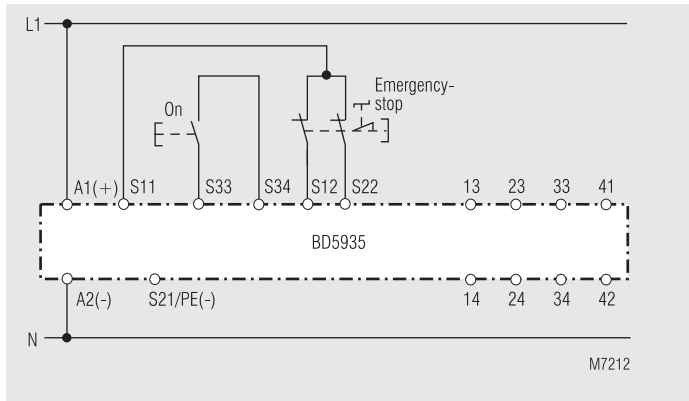 L1
Emergency-
stop
On
A1(+) S11 S33 S34 S12 S22 13 23 33 41
BD5935
A2(-) S21/PE(-) 14 24 34 42
N
M7212